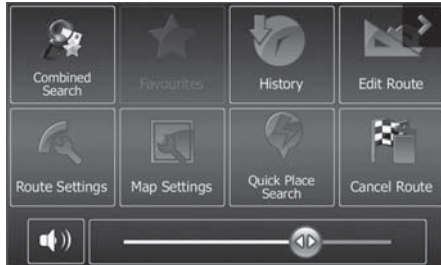 Combined
Search
Favourites
History
Edit Route
Route Settings
Map Settings
Quick Place
Search
Cancel Route